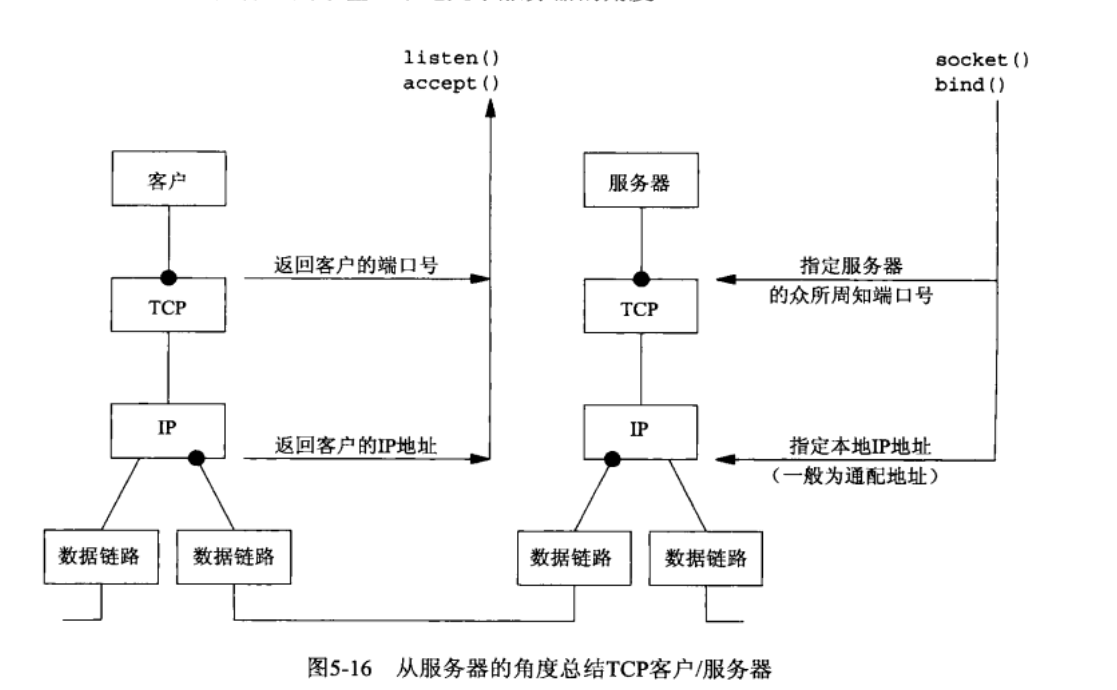 listen()
accept()
socket()
bind()
客户
服务器
返回客户的端口号
指定服务器
的众所周知端口号
TCP
TCP
IP
IP
返回客户的IP地址
指定本地IP地址
（一般为通配地址）
数据链路
数据链路
数据链路
数据链路
图5-16 从服务器的角度总结TCP客户/服务器